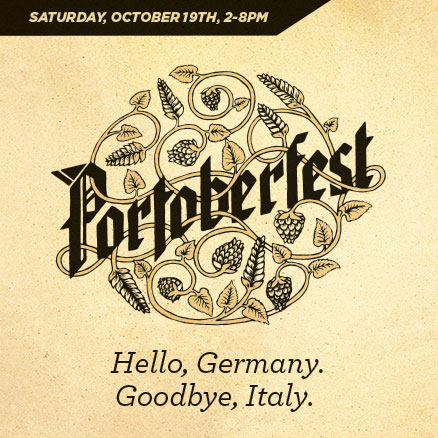 SATURDAY, OCTOBER 19TH, 2-8PM
Portoberfest
Hello, Germany.
Goodbye, Italy.